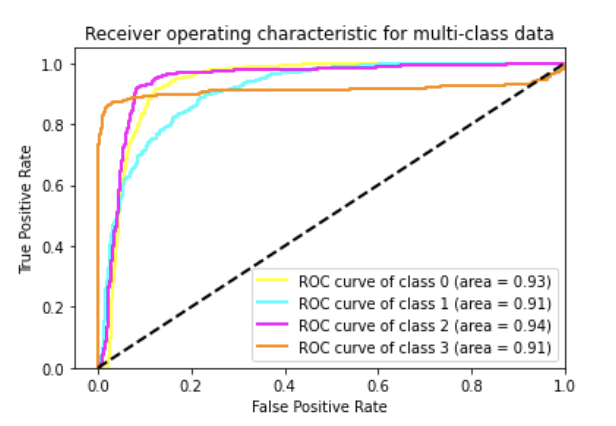 Receiver operating characteristic for multi-class data
1.0
0.8
0.6
0.4
0.2
0.0
True Positive Rate
ROC curve of class 0 (area = 0.93)
ROC curve of class 1 (area = 0.91)
ROC curve of class 2 (area = 0.94)
ROC curve of class 3 (area = 0.91)
0.0 0.2 0.4 0.6 0.8 1.0
False Positive Rate